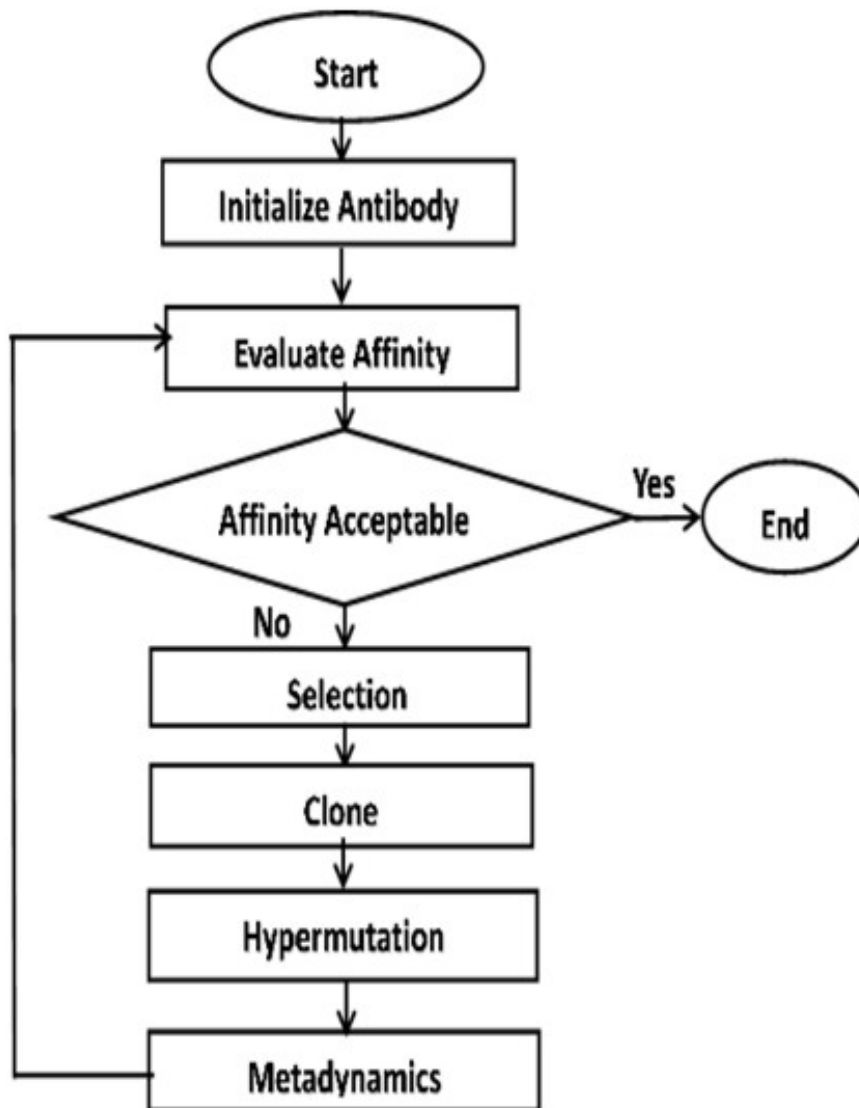 Start
Initialize Antibody
Evaluate Affinity
Affinity Acceptable
Yes
End
No
Selection
Clone
Hypermutation
Metadynamics